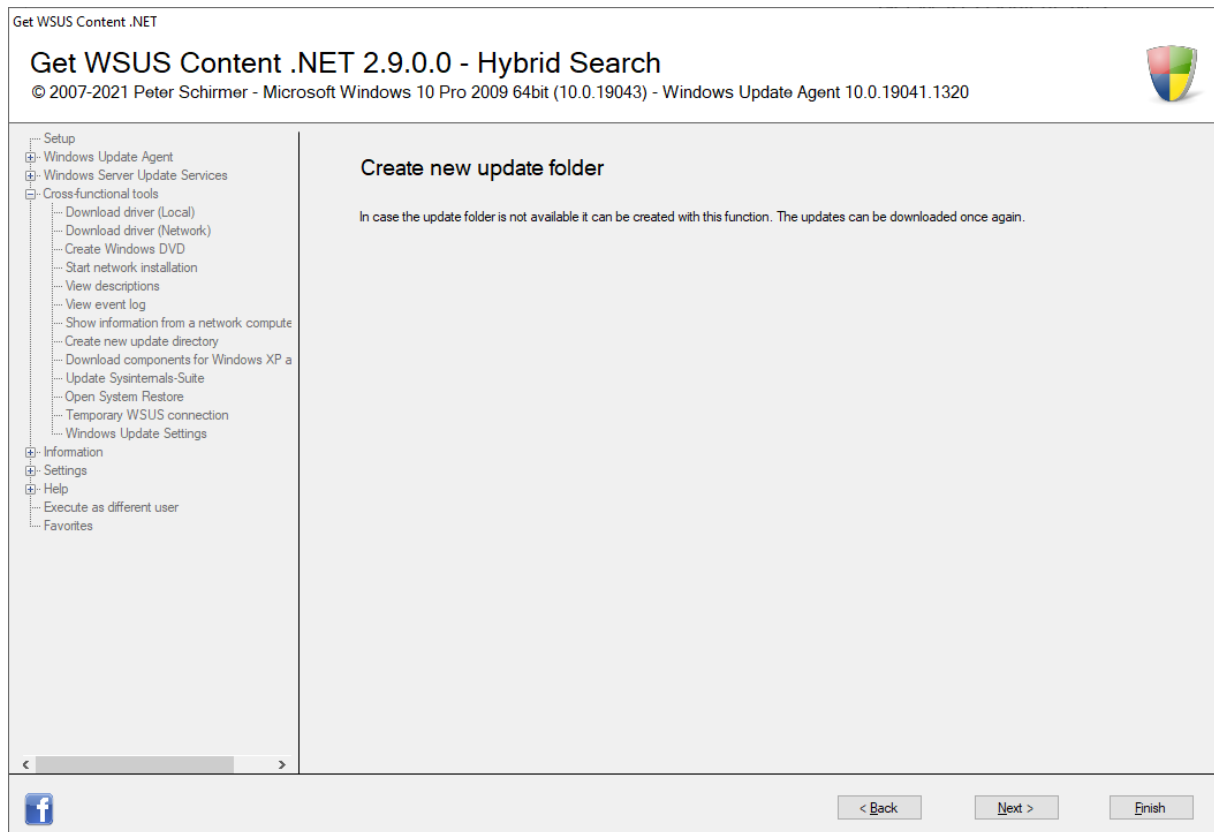 Get WSUS Content .NET
Get WSUS Content .NET 2.9.0.0 - Hybrid Search
© 2007-2021 Peter Schirmer - Microsoft Windows 10 Pro 2009 64bit (10.0.19043) - Windows Update Agent 10.0.19041.1320
Setup
Windows Update Agent
Windows Server Update Services
Cross-functional tools
Download driver (Local)
Download driver (Network)
Create Windows DVD
Start network installation
View descriptions
View event log
Show information from a network compute
Create new update directory
Download components for Windows XP a
Update Sysinternals-Suite
Open System Restore
Temporary WSUS connection
Windows Update Settings
Information
Settings
Help
Execute as different user
Favorites
Create new update folder
In case the update folder is not available it can be created with this function. The updates can be downloaded once again.
< Back
Next >
Finish